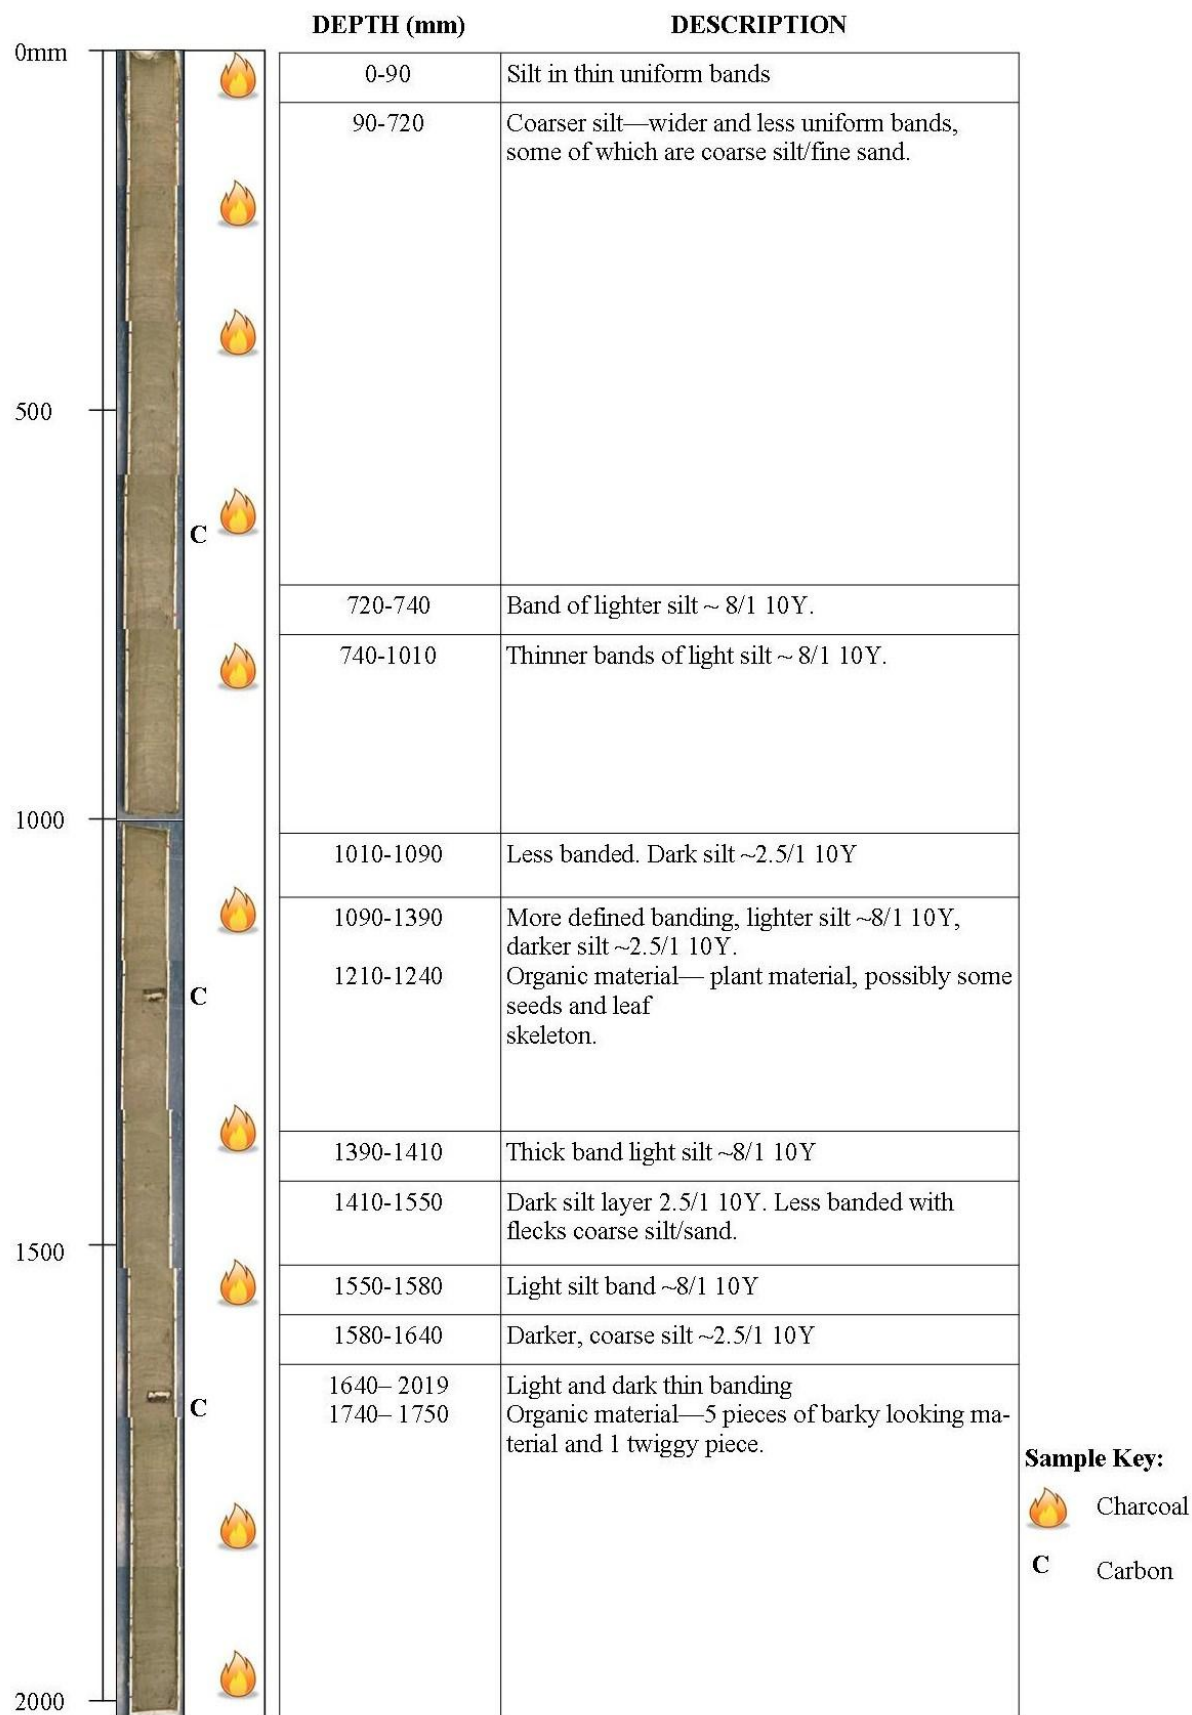 DEPTH (mm) DESCRIPTION
0mm
0-90 Silt in thin uniform bands
90-720 Coarser silt—wider and less uniform bands,
some of which are coarse silt/fine sand.
500
C
720-740 Band of lighter silt ~ 8/1 10Y.
740-1010 Thinner bands of light silt ~ 8/1 10Y.
1000
1010-1090 Less banded. Dark silt ~2.5/1 10Y
1090-1390 More defined banding, lighter silt ~8/1 10Y,
darker silt ~2.5/1 10Y.
1210-1240 Organic material— plant material, possibly some
C
seeds and leaf
skeleton.
1390-1410 Thick band light silt ~8/1 10Y
1410-1550 Dark silt layer 2.5/1 10Y. Less banded with
flecks coarse silt/sand.
1500
1550-1580 Light silt band ~8/1 10Y
1580-1640 Darker, coarse silt ~2.5/1 10Y
1640– 2019 Light and dark thin banding
C
1740– 1750 Organic material—5 pieces of barky looking ma-
terial and 1 twiggy piece.
Sample Key:
Charcoal
C Carbon
2000